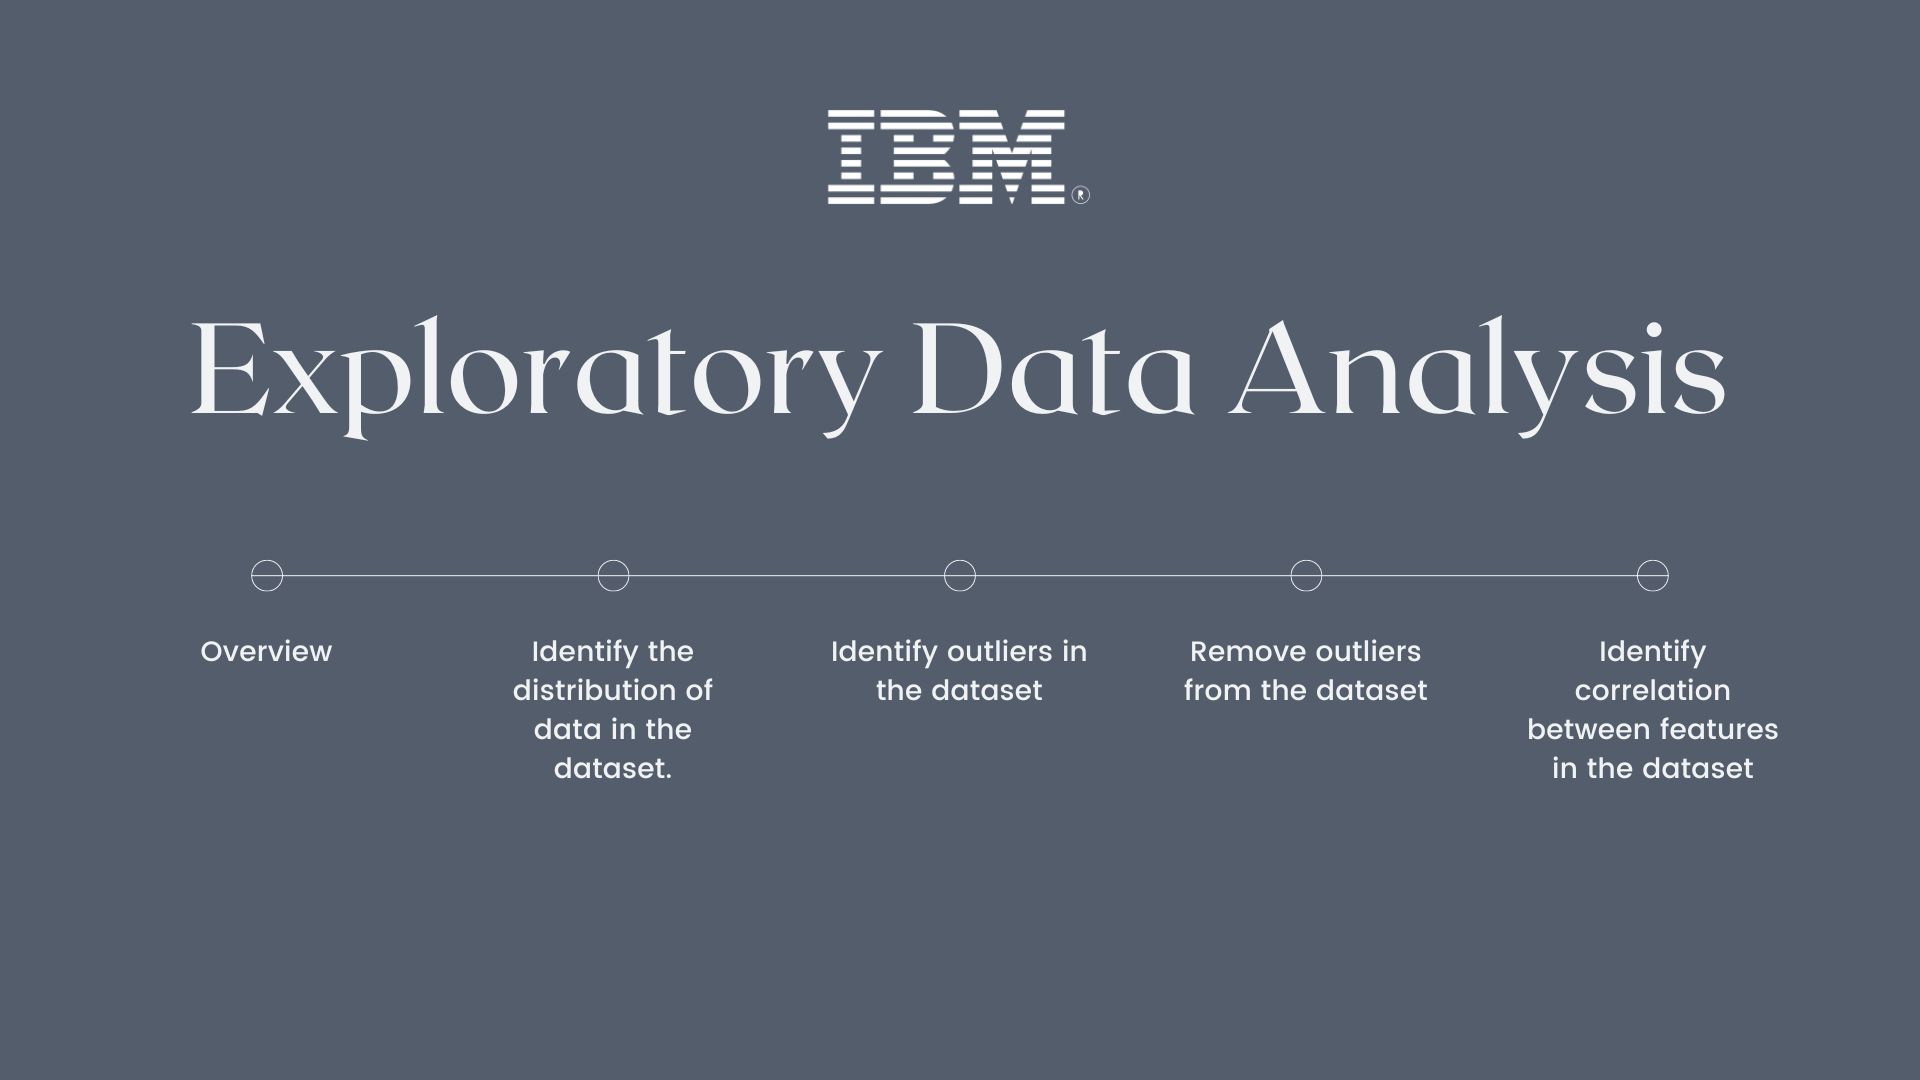 IBM®
Exploratory Data Analysis
Overview
Identify the
distribution of
data in the
dataset.
Identify outliers in
the dataset
Remove outliers
from the dataset
Identify
correlation
between features
in the dataset